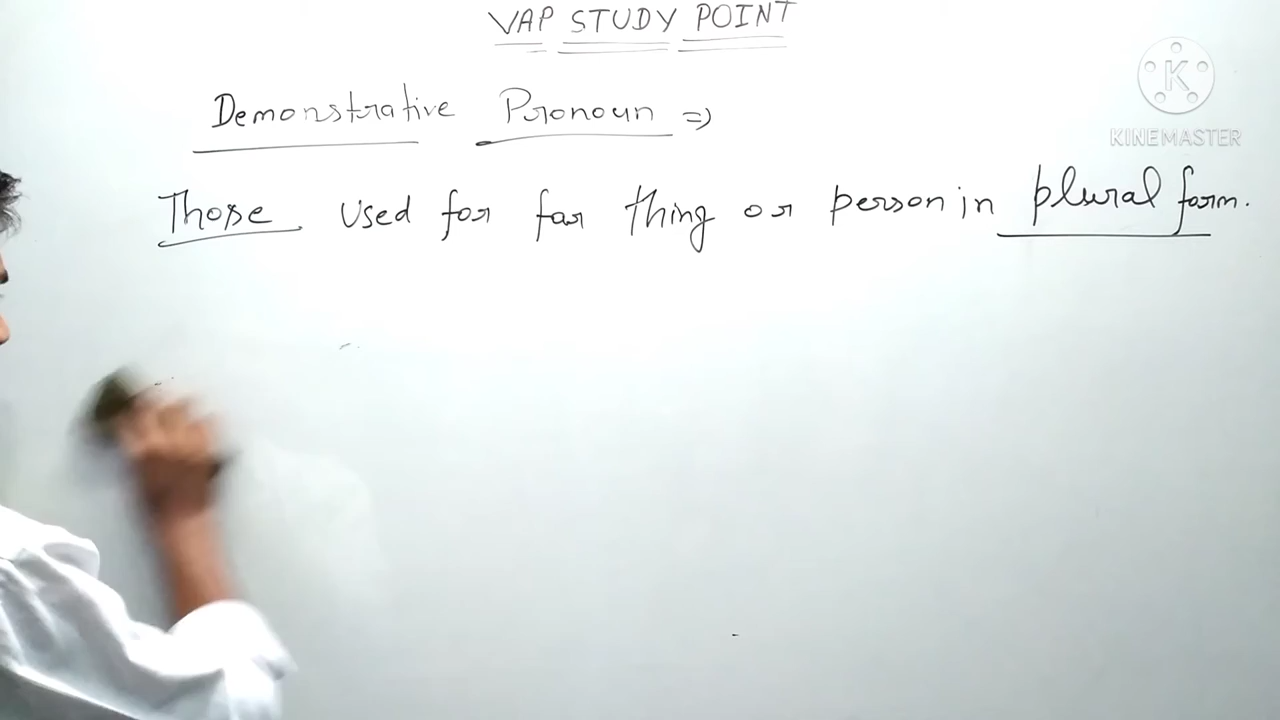 VAP STUDY POINT
Demonstrative Pronoun =>
K
KINEMASTER
Those used for far thing or person in plural form.